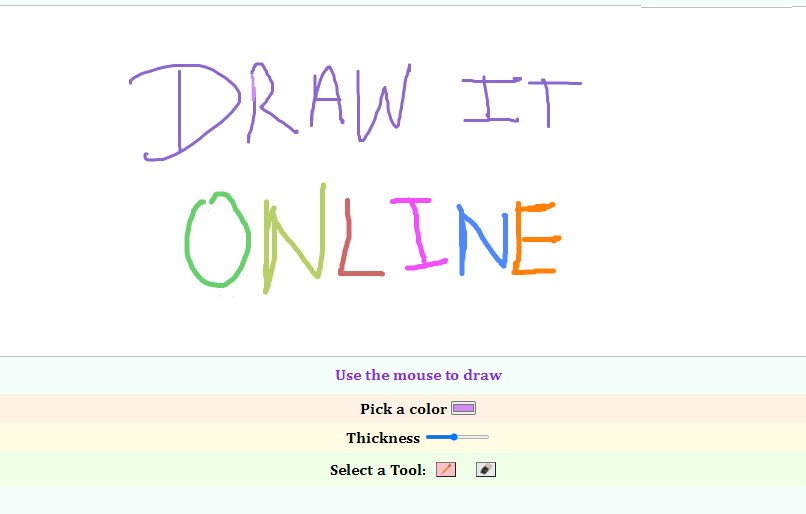 DRAW IT
ONLINE
Use the mouse to draw
Pick a color
Thickness
Select a Tool: